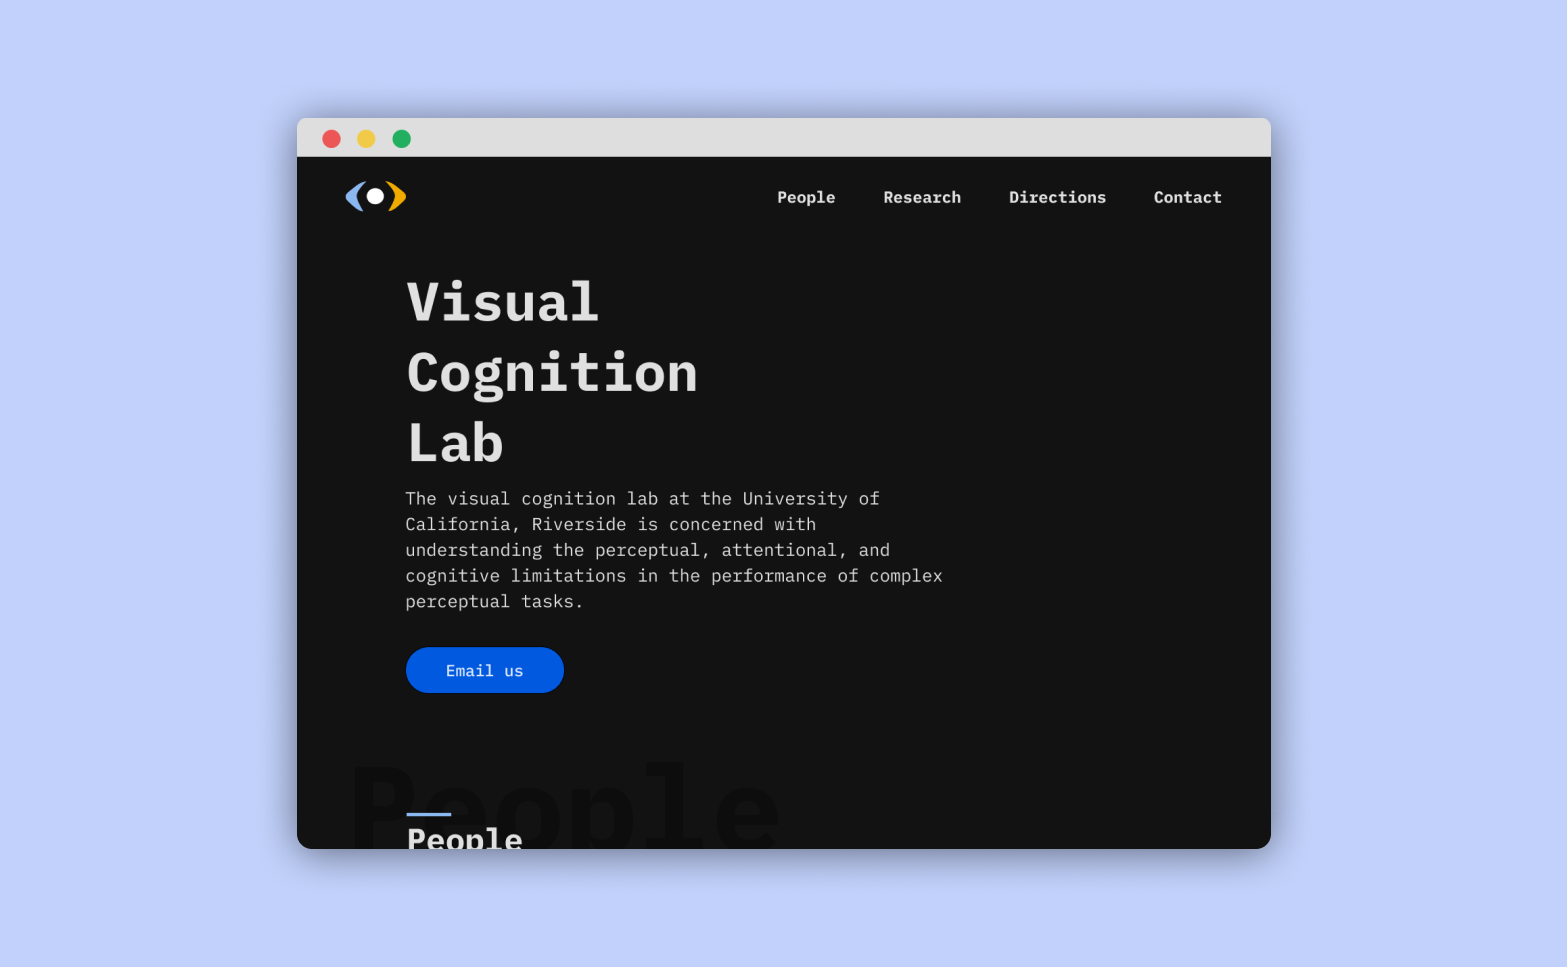 People Research Directions Contact
Visual
Cognition
Lab
The visual cognition lab at the University of
California, Riverside is concerned with
understanding the perceptual, attentional, and
cognitive limitations in the performance of complex
perceptual tasks.
Email us
People
People